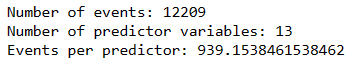 Number of events: 12209
Number of predictor variables: 13
Events per predictor: 939.1538461538462